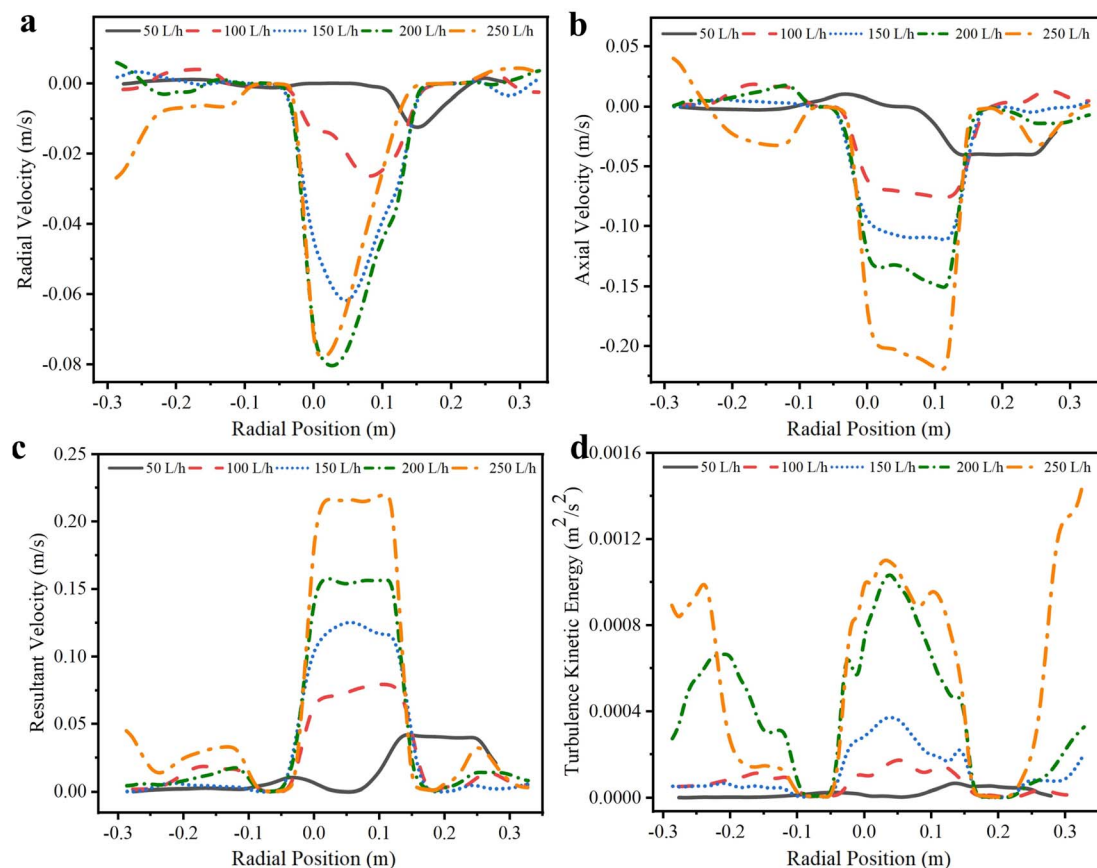 a
50 L/h 100 L/h 150 L/h 200 L/h 250 L/h
0.00
-0.02
-0.04
-0.06
-0.08
Radial Velocity (m/s)
-0.3 -0.2 -0.1 0.0 0.1 0.2 0.3
Radial Position (m)
b
50 L/h 100 L/h 150 L/h 200 L/h 250 L/h
0.05
0.00
-0.05
-0.10
-0.15
-0.20
Axial Velocity (m/s)
-0.3 -0.2 -0.1 0.0 0.1 0.2 0.3
Radial Position (m)
c
50 L/h 100 L/h 150 L/h 200 L/h 250 L/h
0.25
0.20
0.15
0.10
0.05
0.00
Resultant Velocity (m/s)
-0.3 -0.2 -0.1 0.0 0.1 0.2 0.3
Radial Position (m)
d
50 L/h 100 L/h 150 L/h 200 L/h 250 L/h
0.0016
0.0012
0.0008
0.0004
0.0000
Turbulence Kinetic Energy (m²/s²)
-0.3 -0.2 -0.1 0.0 0.1 0.2 0.3
Radial Position (m)